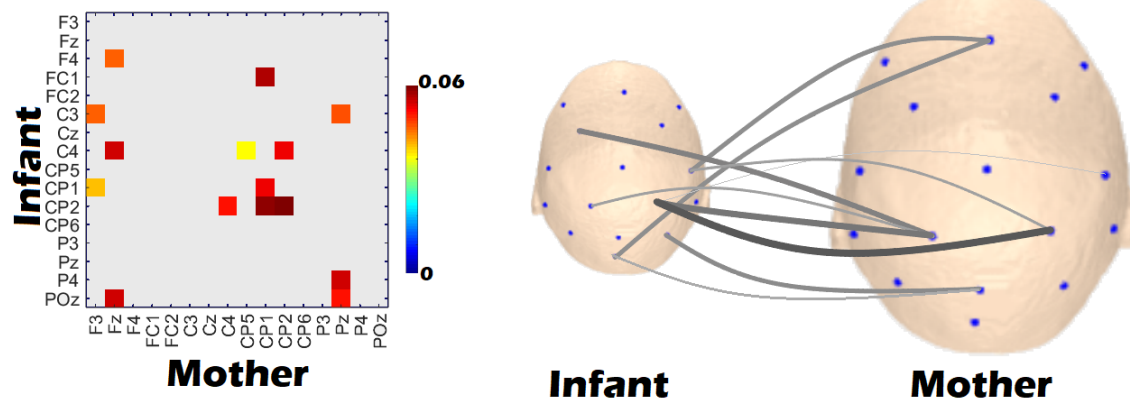 F3
Fz
F4
FC1
FC2
C3
Cz
C4
CP5
CP1
CP2
CP6
P3
Pz
P4
POz
Infant
F3 Fz F4 FC1 FC2 C3 Cz C4 CP5 CP1 CP2 CP6 P3 Pz P4 POz
Mother
0.06
0
Infant
Mother